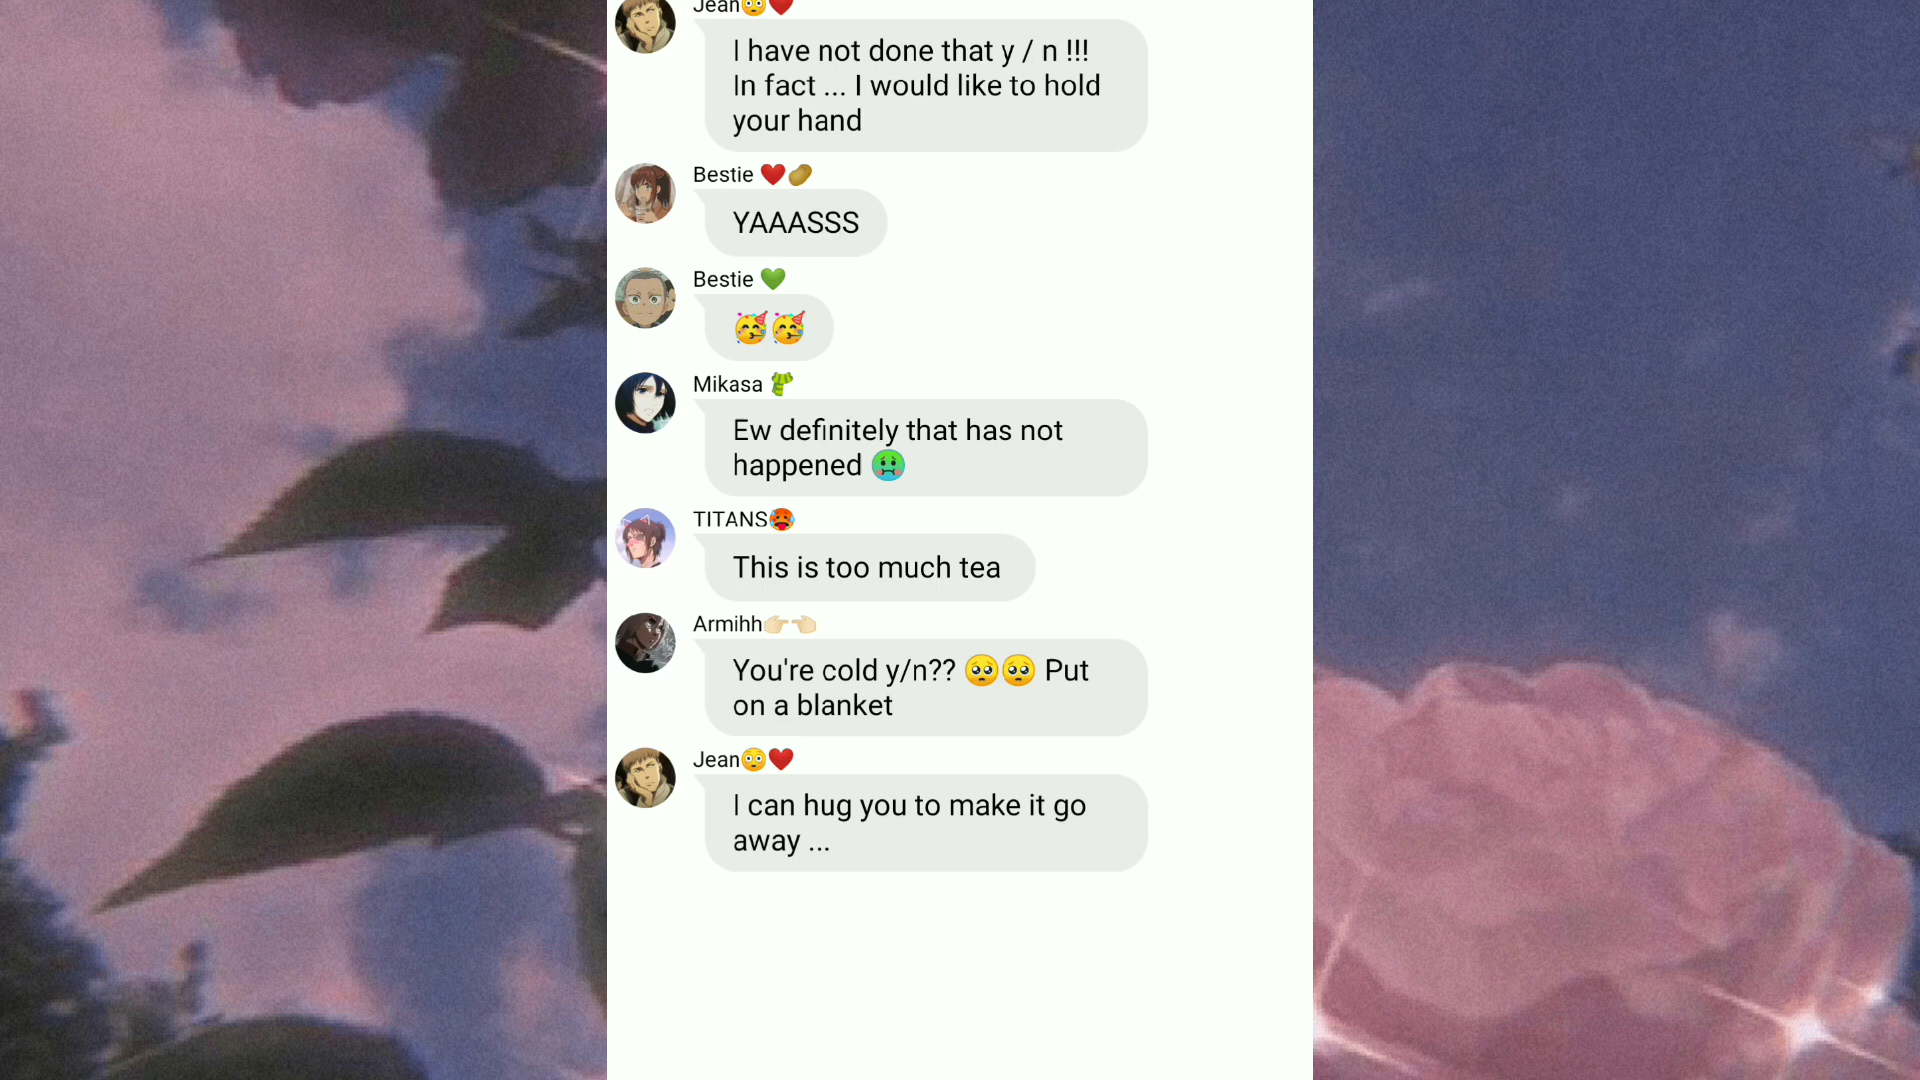 Jean😳❤️
I have not done that y / n !!!
In fact ... I would like to hold
your hand
Bestie ❤️🥔
YAAASSS
Bestie 💚
🥳🥳
Mikasa 🧣
Ew definitely that has not
happened 🤢
TITANS🥵
This is too much tea
Armihh👉🏻👈🏻
You're cold y/n?? 🥺🥺 Put
on a blanket
Jean😳❤️
I can hug you to make it go
away ...